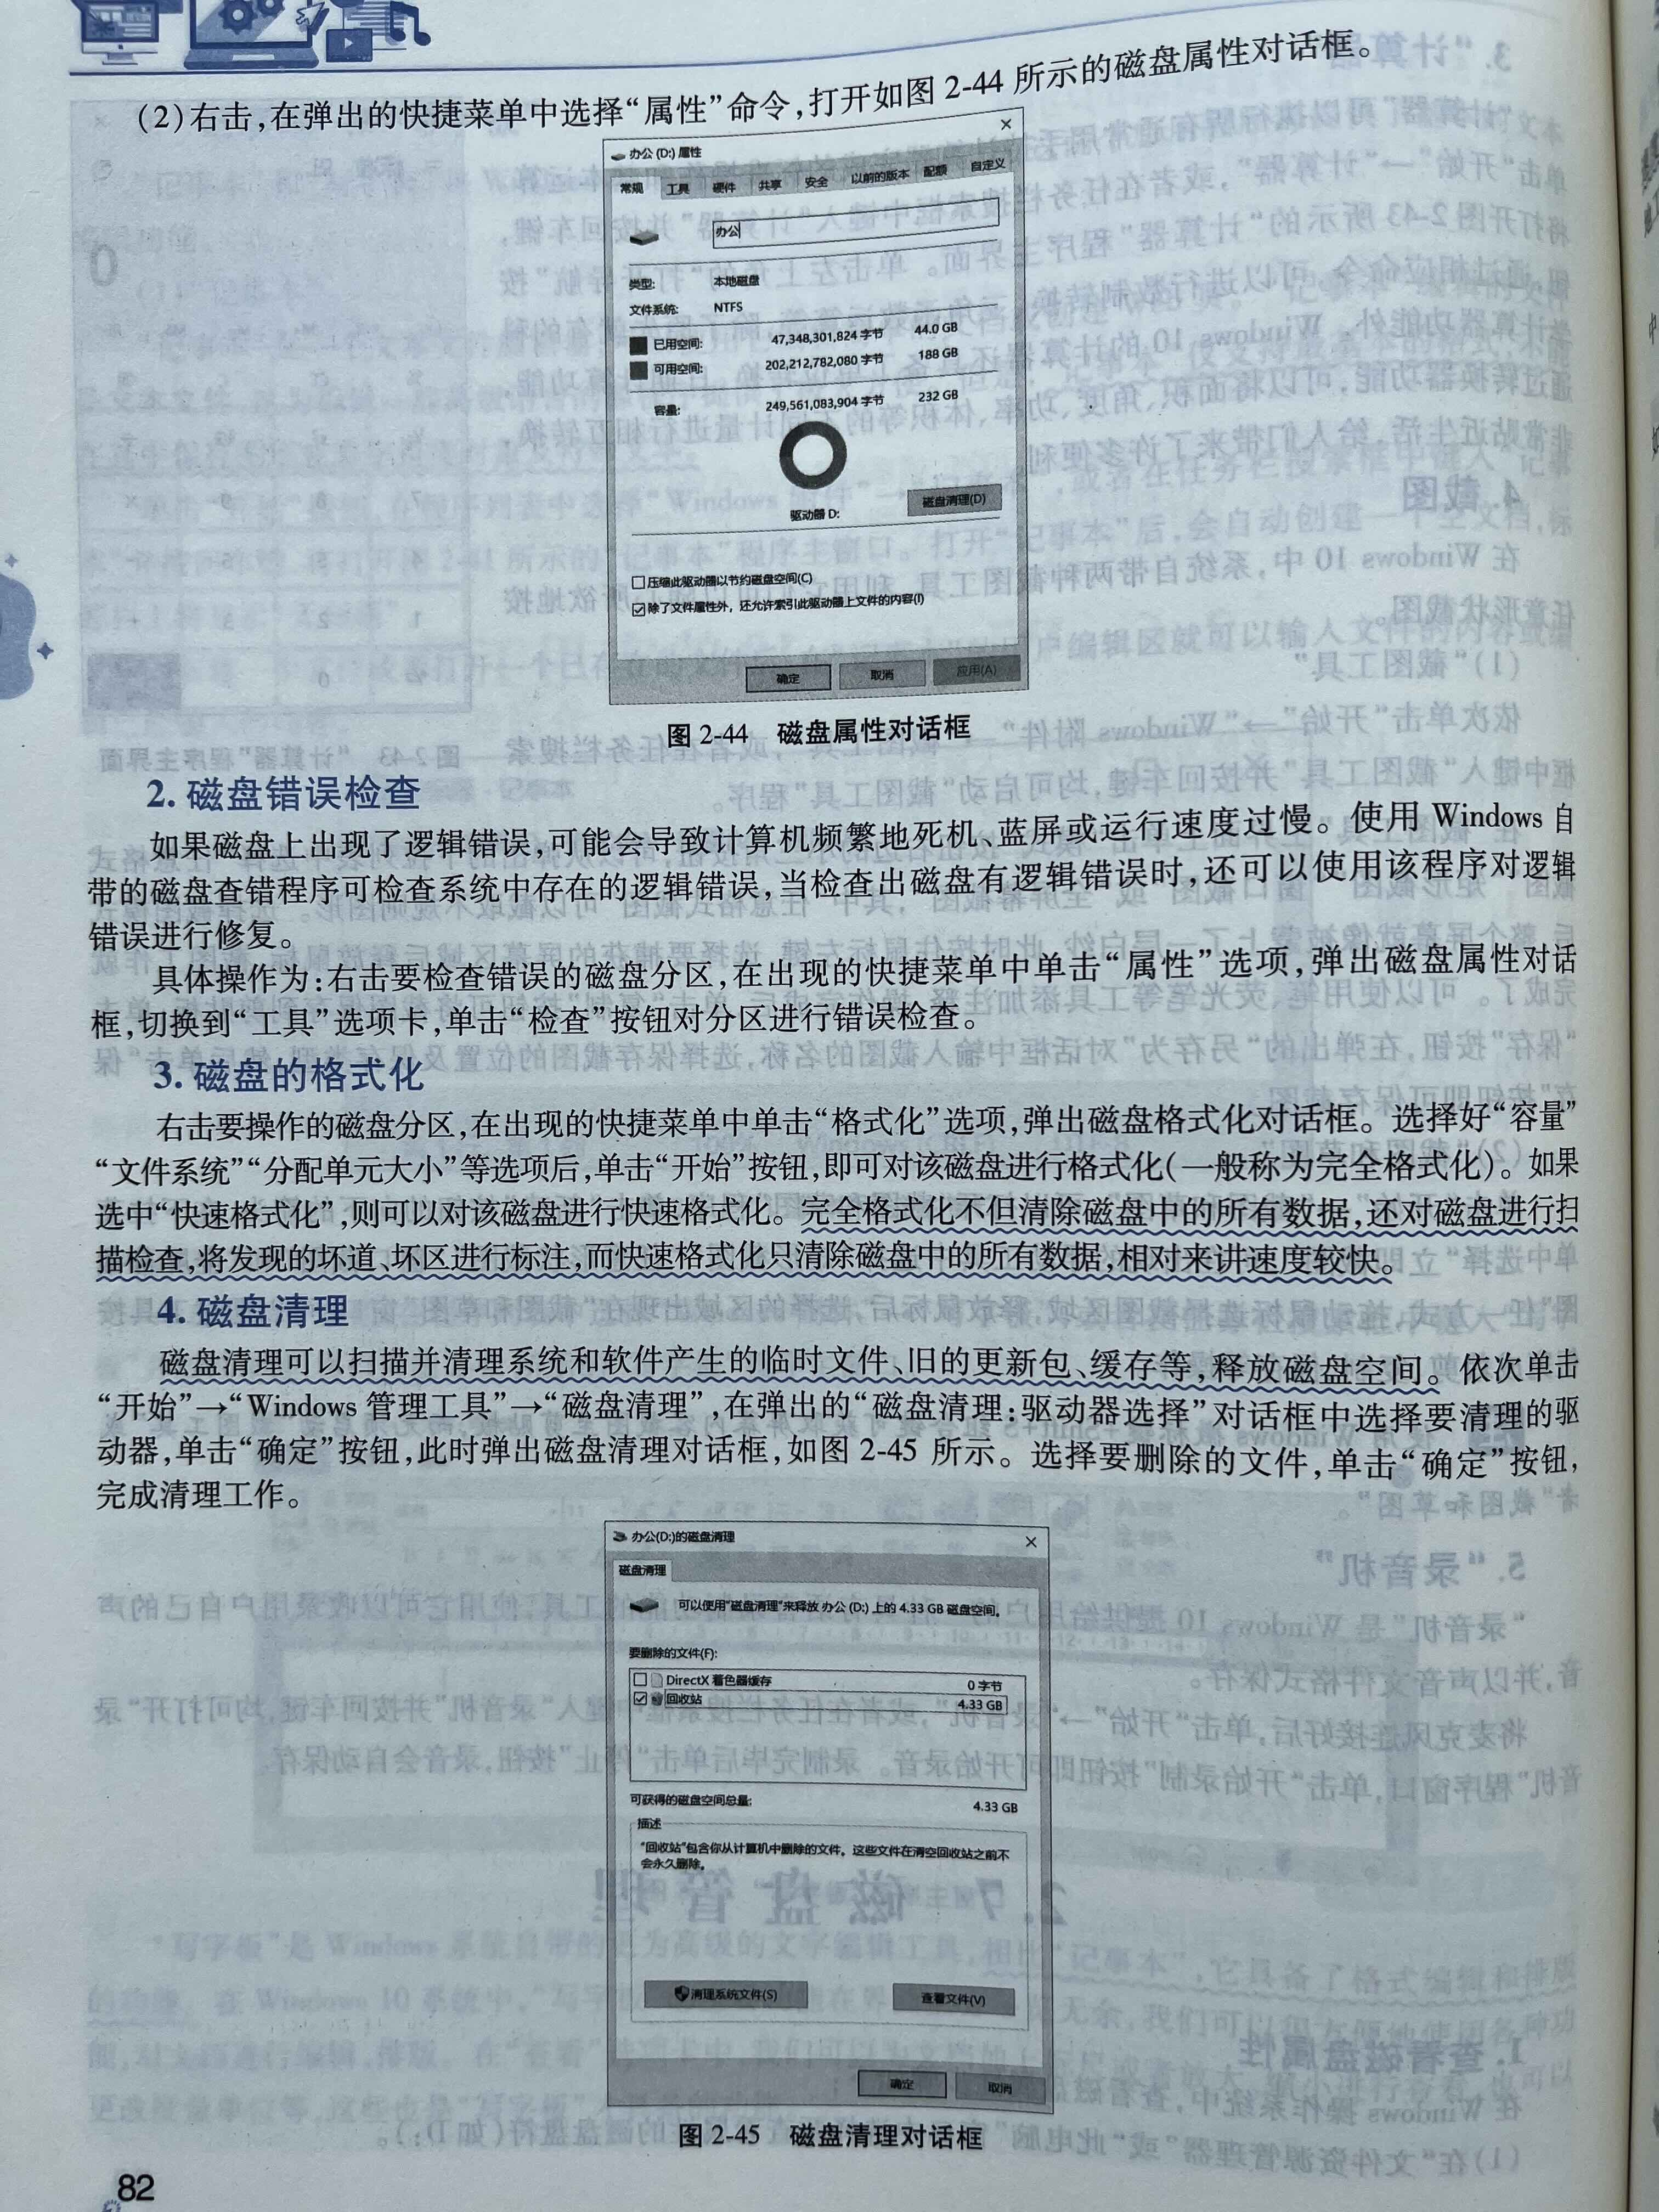 (2)右击,在弹出的快捷菜单中选择“属性”命令,打开如图 2-44 所示的磁盘属性对话框。
办公 (D:) 属性
常规 工具 硬件 共享 安全 以前的版本 配额 自定义
办公
类型: 本地磁盘
文件系统: NTFS
已用空间: 47,348,301,824 字节 44.0 GB
可用空间: 202,212,782,080 字节 188 GB
容量: 249,561,083,904 字节 232 GB
驱动器 D: 磁盘清理(D)
压缩此驱动器以节约磁盘空间(C)
除了文件属性外，还允许索引此驱动器上文件的内容(I)
确定 取消 应用(A)
图 2-44 磁盘属性对话框
2. 磁盘错误检查
如果磁盘上出现了逻辑错误,可能会导致计算机频繁地死机、蓝屏或运行速度过慢。使用 Windows 自
带的磁盘查错程序可检查系统中存在的逻辑错误,当检查出磁盘有逻辑错误时,还可以使用该程序对逻辑
错误进行修复。
具体操作为:右击要检查错误的磁盘分区,在出现的快捷菜单中单击“属性”选项,弹出磁盘属性对话
框,切换到“工具”选项卡,单击“检查”按钮对分区进行错误检查。
3. 磁盘的格式化
右击要操作的磁盘分区,在出现的快捷菜单中单击“格式化”选项,弹出磁盘格式化对话框。选择好“容量”
“文件系统”“分配单元大小”等选项后,单击“开始”按钮,即可对该磁盘进行格式化(一般称为完全格式化)。如果
选中“快速格式化”,则可以对该磁盘进行快速格式化。完全格式化不但清除磁盘中的所有数据,还对磁盘进行扫
描检查,将发现的坏道、坏区进行标注,而快速格式化只清除磁盘中的所有数据,相对来讲速度较快。
4. 磁盘清理
磁盘清理可以扫描并清理系统和软件产生的临时文件、旧的更新包、缓存等,释放磁盘空间。依次单击
“开始”→“Windows 管理工具”→“磁盘清理”,在弹出的“磁盘清理:驱动器选择”对话框中选择要清理的驱
动器,单击“确定”按钮,此时弹出磁盘清理对话框,如图 2-45 所示。选择要删除的文件,单击“确定”按钮,
完成清理工作。
办公(D:)的磁盘清理
磁盘清理
可以使用“磁盘清理”来释放 办公 (D:) 上的 4.33 GB 磁盘空间。
要删除的文件(F):
DirectX 着色器缓存 0 字节
回收站 4.33 GB
可获得的磁盘空间总量: 4.33 GB
描述
“回收站”包含你从计算机中删除的文件。这些文件在清空回收站之前不
会永久删除。
清理系统文件(S) 查看文件(V)
确定 取消
图 2-45 磁盘清理对话框
82